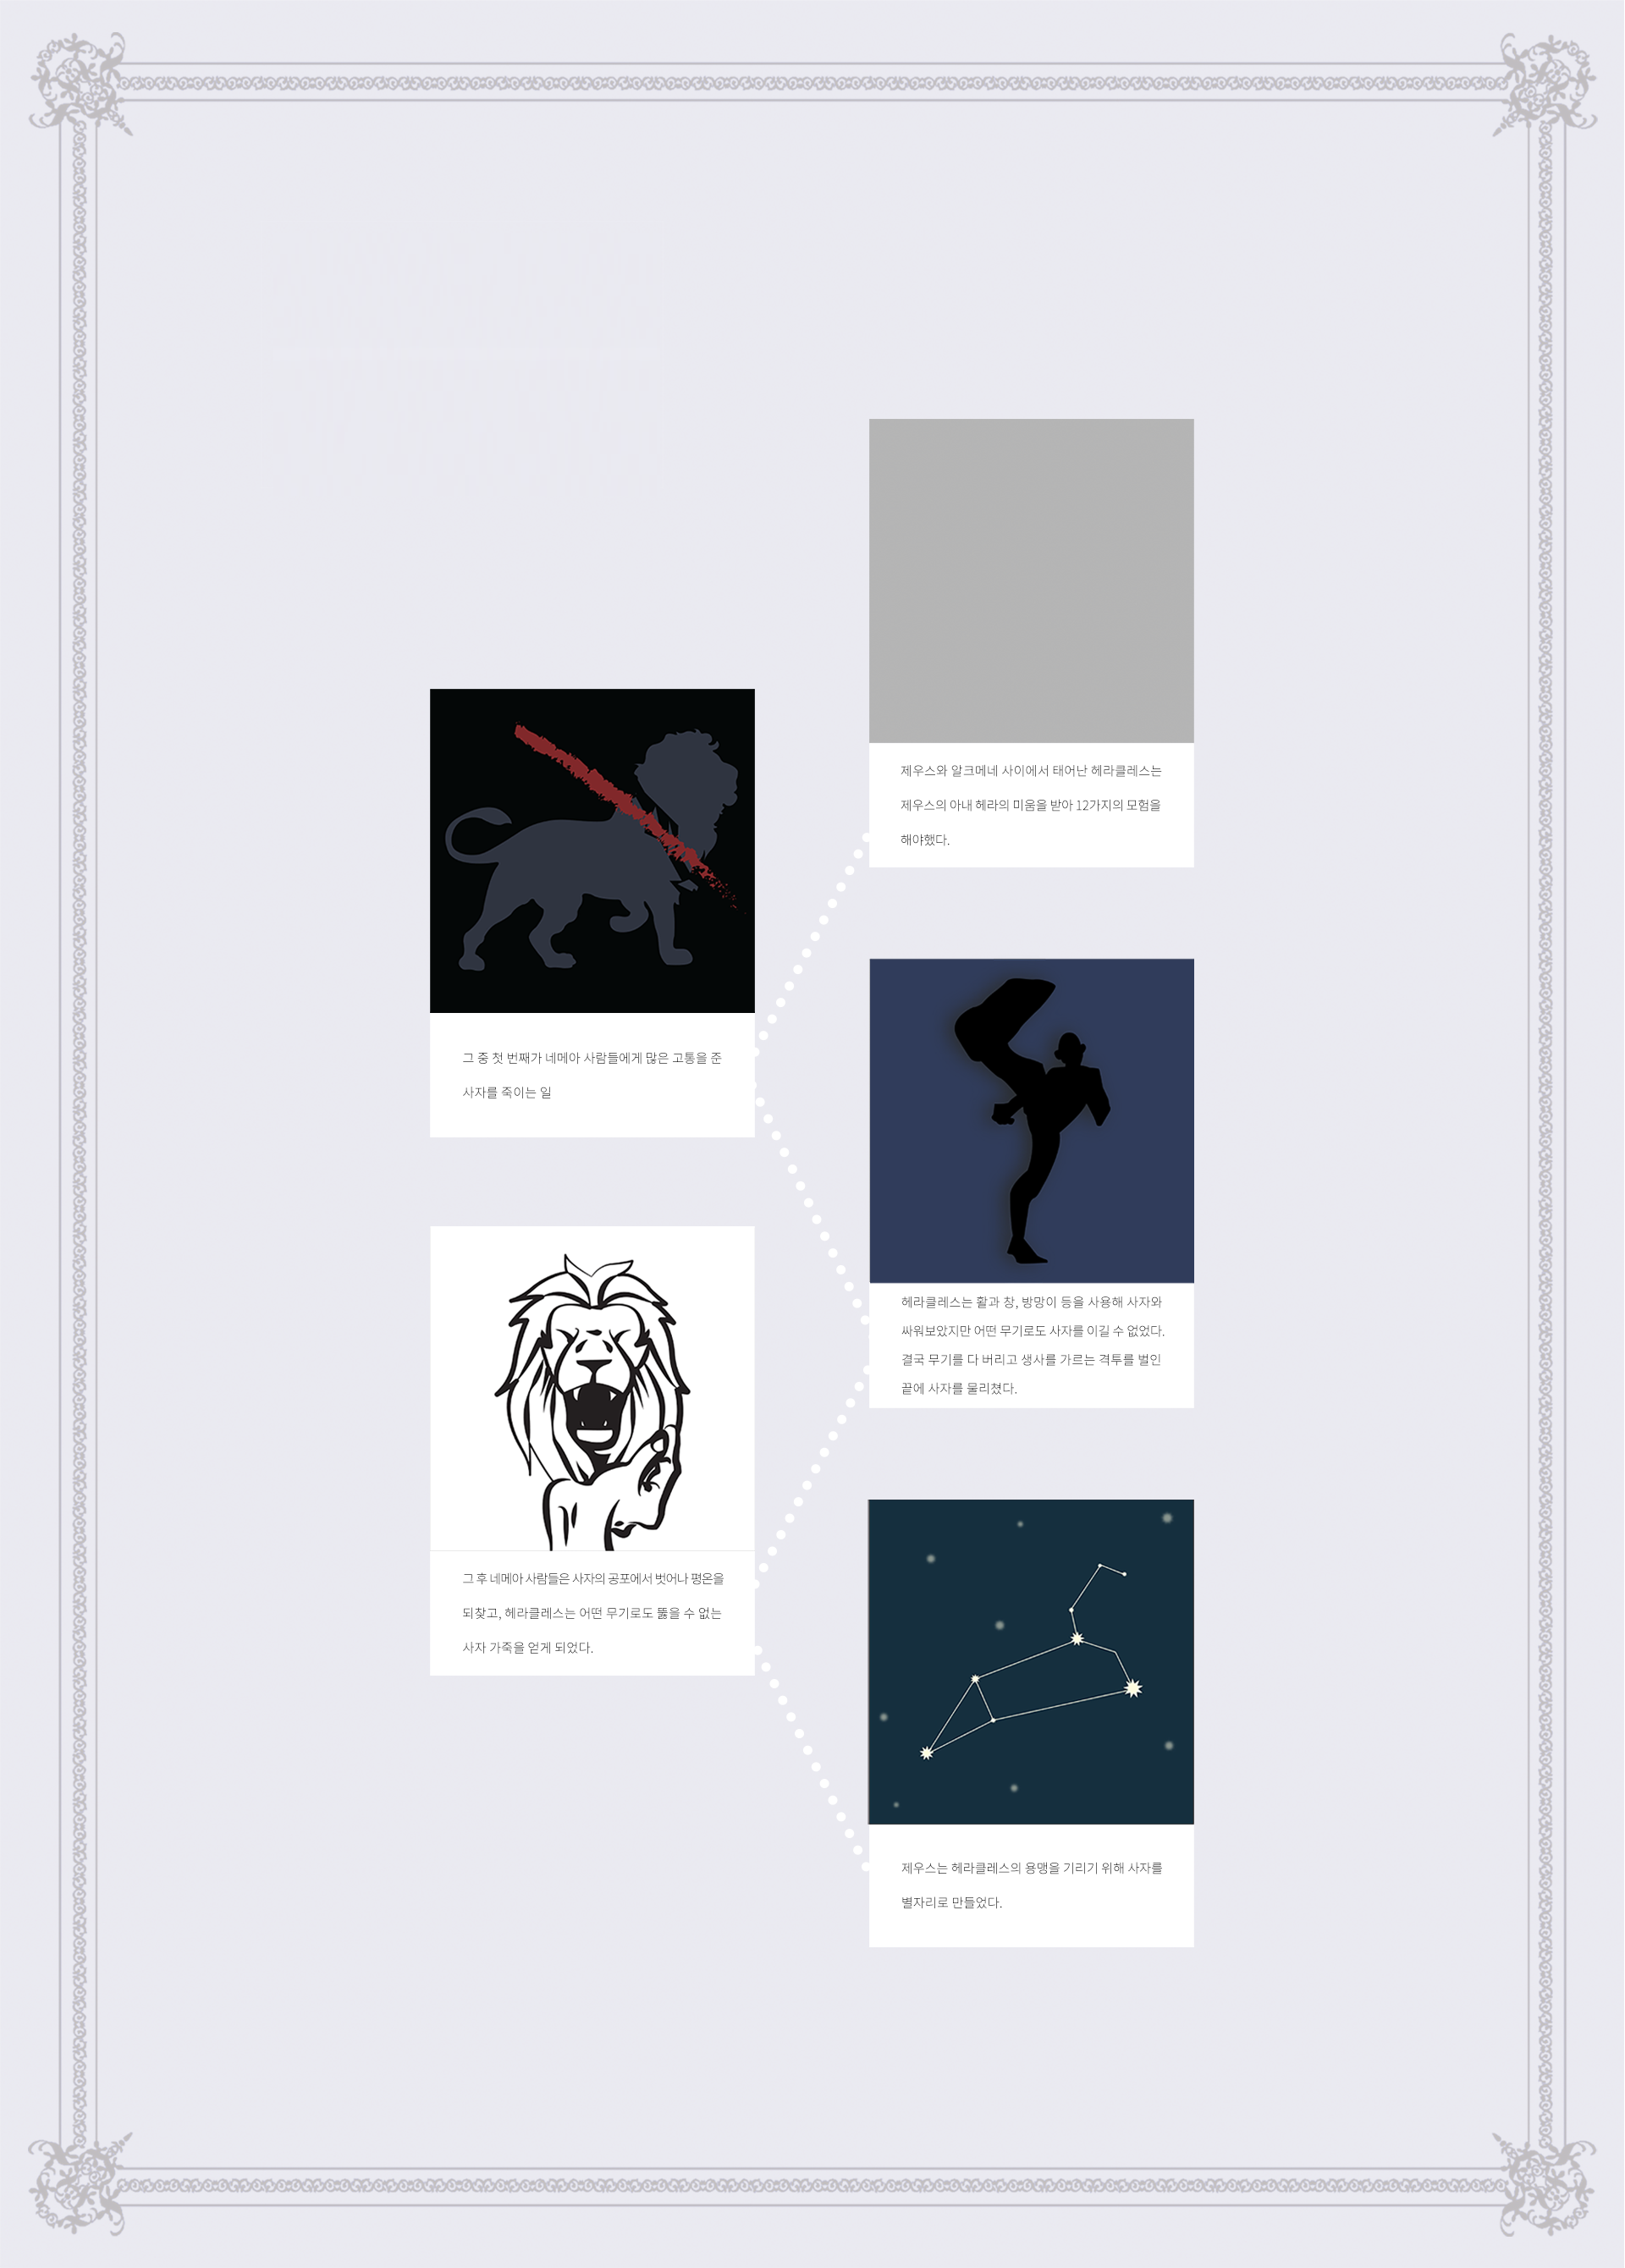 제우스와 알크메네 사이에서 태어난 헤라클레스는
제우스의 아내 헤라의 미움을 받아 12가지의 모험을
해야했다.
그 중 첫 번째가 네메아 사람들에게 많은 고통을 준
사자를 죽이는 일
헤라클레스는 활과 창, 방망이 등을 사용해 사자와
싸워보았지만 어떤 무기로도 사자를 이길 수 없었다.
결국 무기를 다 버리고 생사를 가르는 격투를 벌인
끝에 사자를 물리쳤다.
그 후 네메아 사람들은 사자의 공포에서 벗어나 평온을
되찾고, 헤라클레스는 어떤 무기로도 뚫을 수 없는
사자 가죽을 얻게 되었다.
제우스는 헤라클레스의 용맹을 기리기 위해 사자를
별자리로 만들었다.